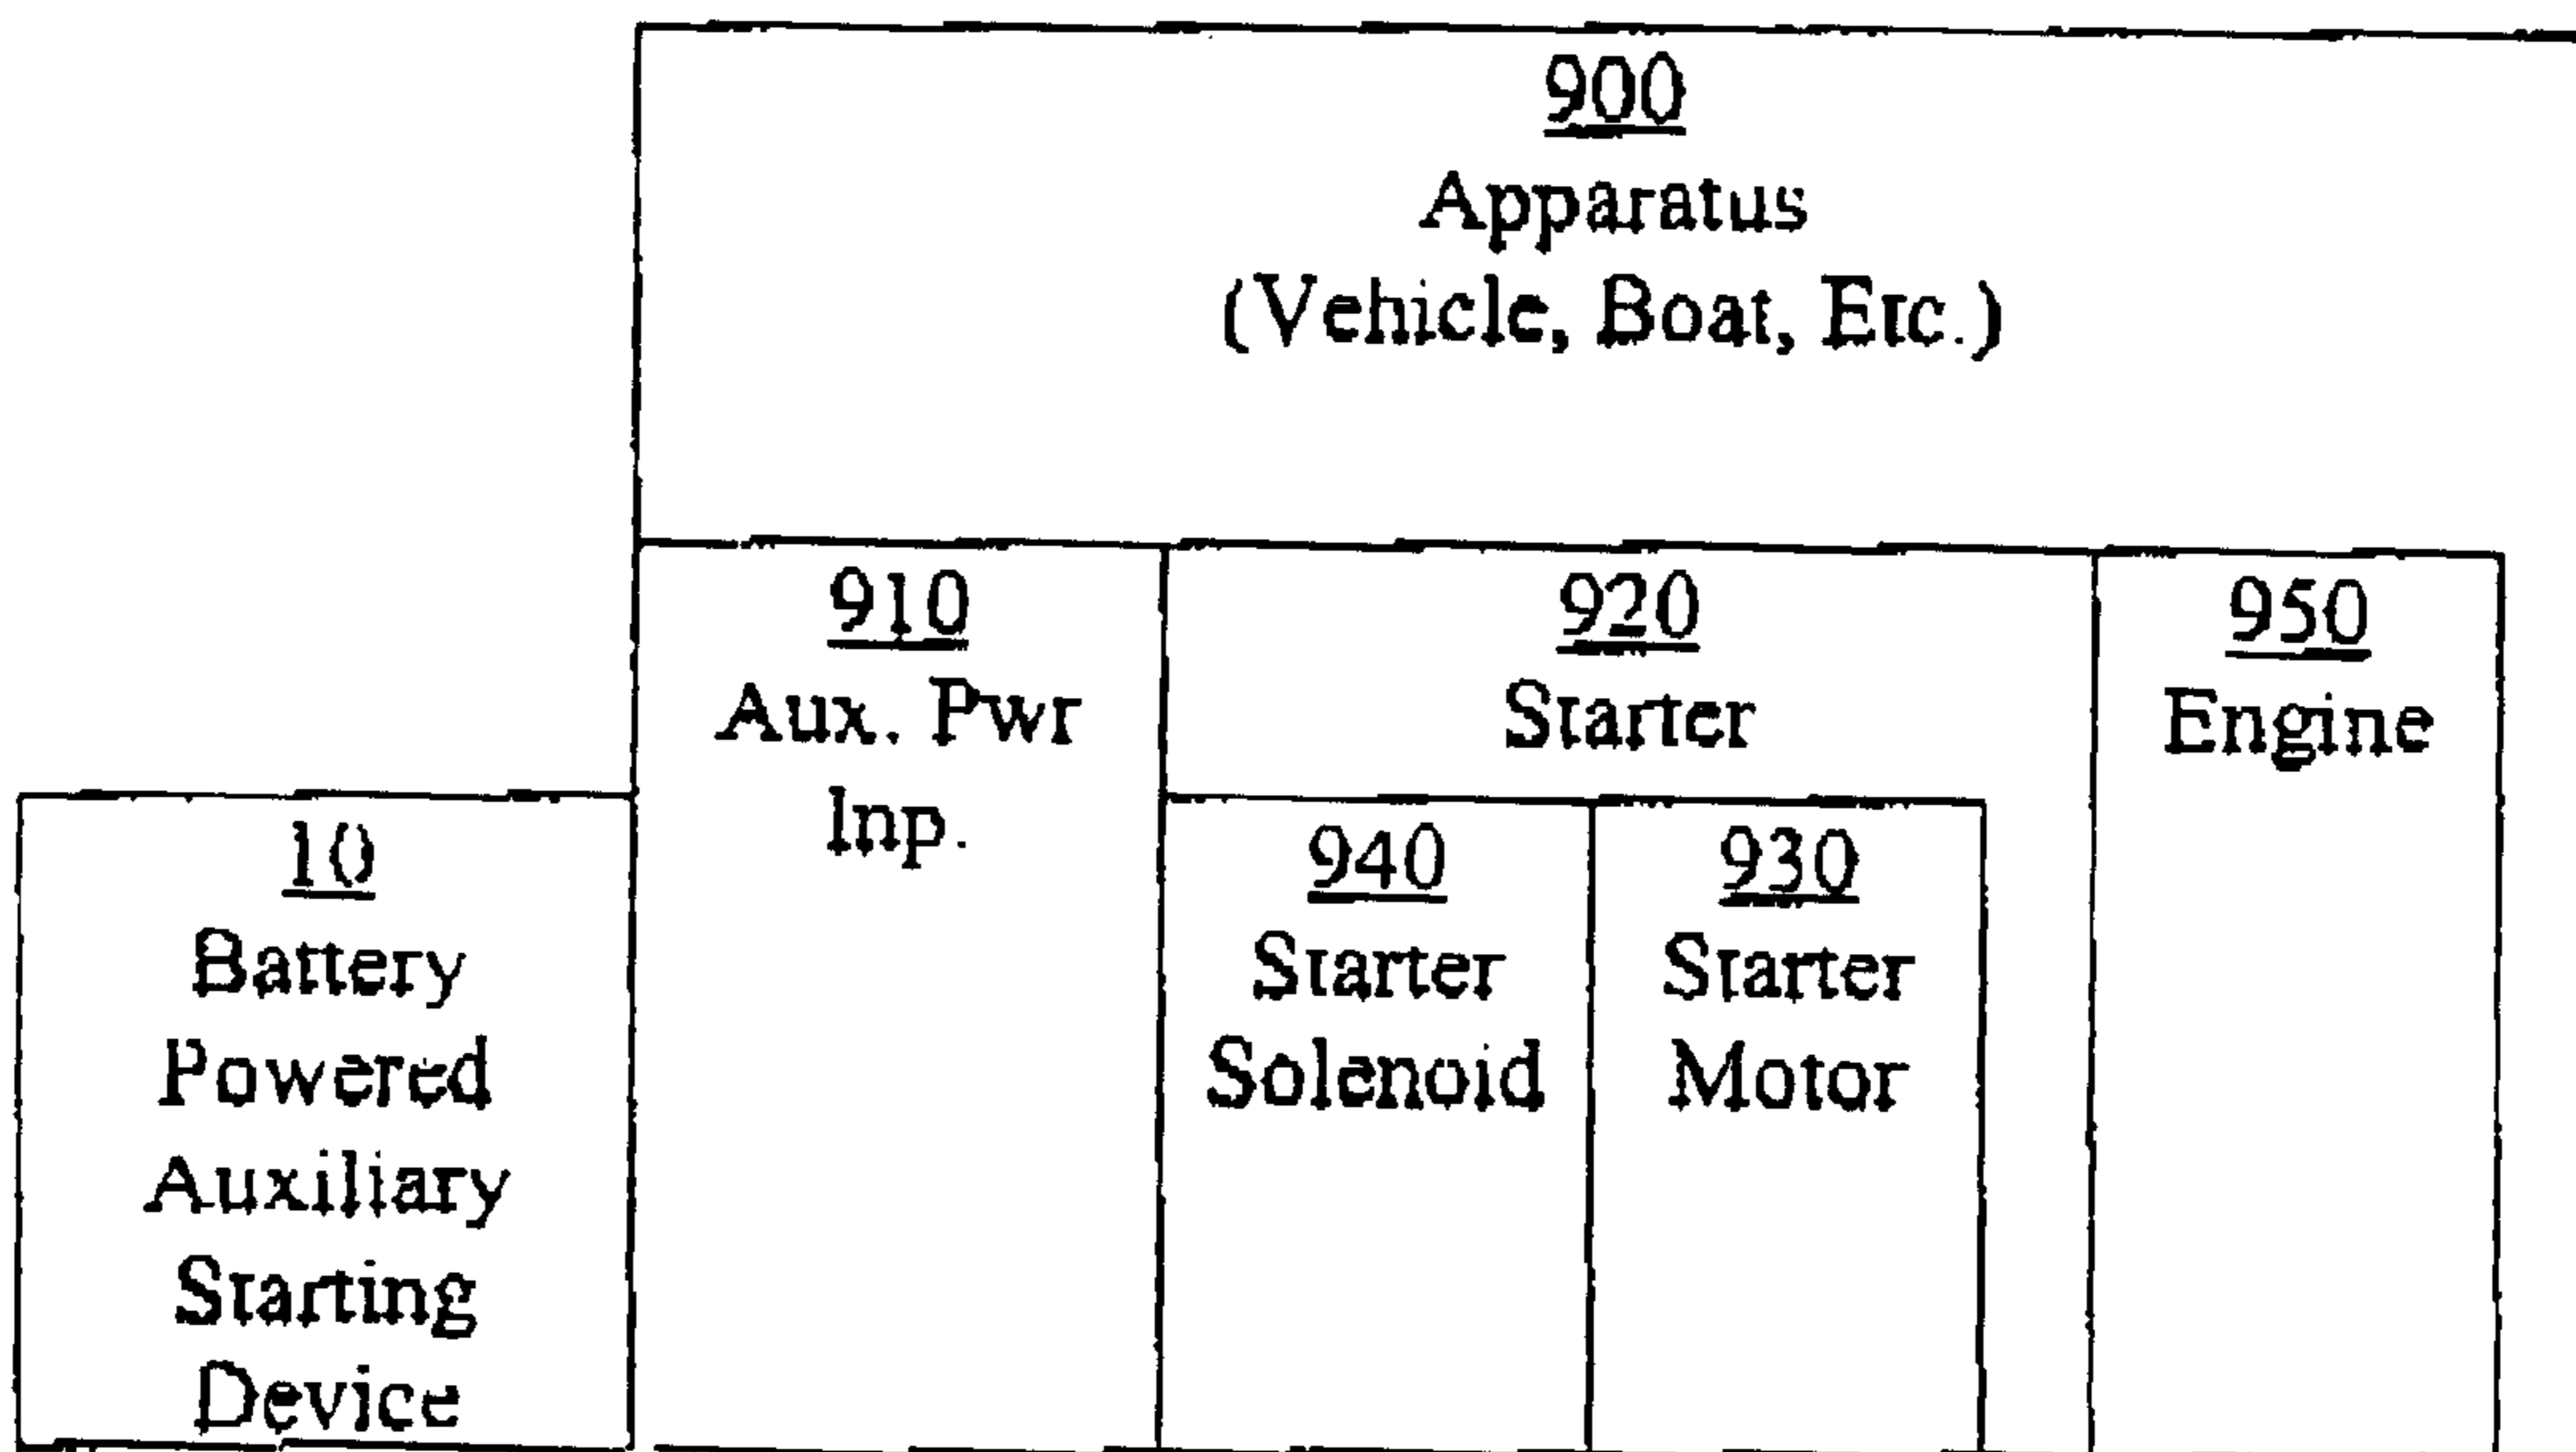 900
Apparatus
(Vehicle, Boat, Etc.)
910
Aux. Pwr
Inp.
920
Starter
950
Engine
10
Battery
Powered
Auxiliary
Starting
Device
940
Starter
Solenoid
930
Starter
Motor